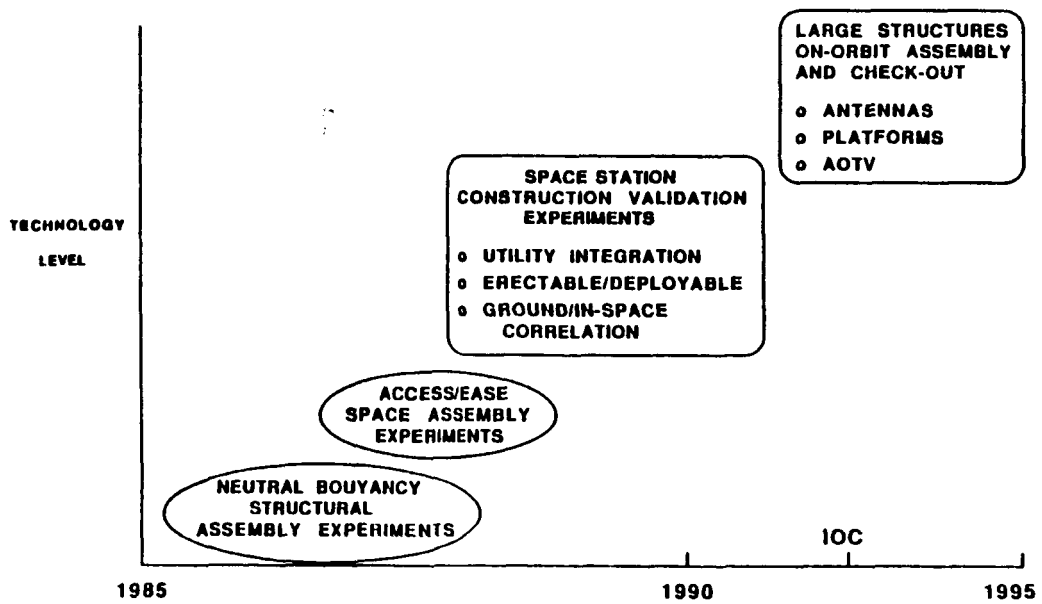 LARGE STRUCTURES
ON-ORBIT ASSEMBLY
AND CHECK-OUT
o ANTENNAS
o PLATFORMS
o AOTV
SPACE STATION
CONSTRUCTION VALIDATION
EXPERIMENTS
o UTILITY INTEGRATION
o ERECTABLE/DEPLOYABLE
o GROUND/IN-SPACE
CORRELATION
TECHNOLOGY
LEVEL
ACCESS/EASE
SPACE ASSEMBLY
EXPERIMENTS
NEUTRAL BOUYANCY
STRUCTURAL
ASSEMBLY EXPERIMENTS
IOC
1985 1990 1995